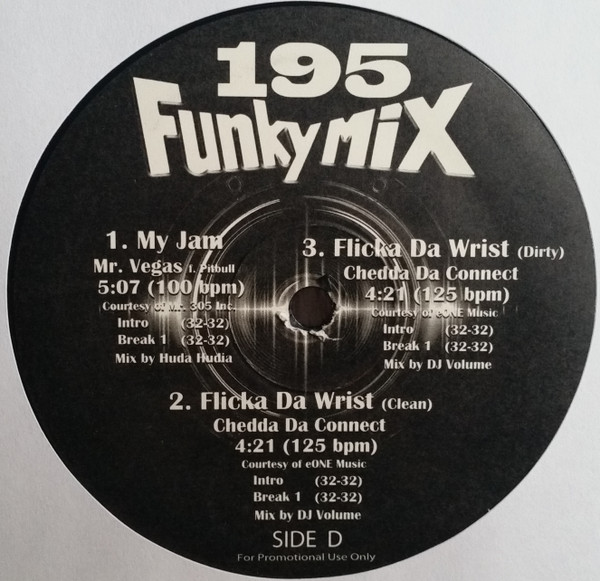 195
Funkymix
1. My Jam
Mr. Vegas f. Pitbull
5:07 (100 bpm)
Courtesy of Mr. 305 Inc.
Intro (32-32)
Break 1 (32-32)
Mix by Huda Hudia
3. Flicka Da Wrist (Dirty)
Chedda Da Connect
4:21 (125 bpm)
Courtesy of eONE Music
Intro (32-32)
Break 1 (32-32)
Mix by DJ Volume
2. Flicka Da Wrist (Clean)
Chedda Da Connect
4:21 (125 bpm)
Courtesy of eONE Music
Intro (32-32)
Break 1 (32-32)
Mix by DJ Volume
SIDE D
For Promotional Use Only